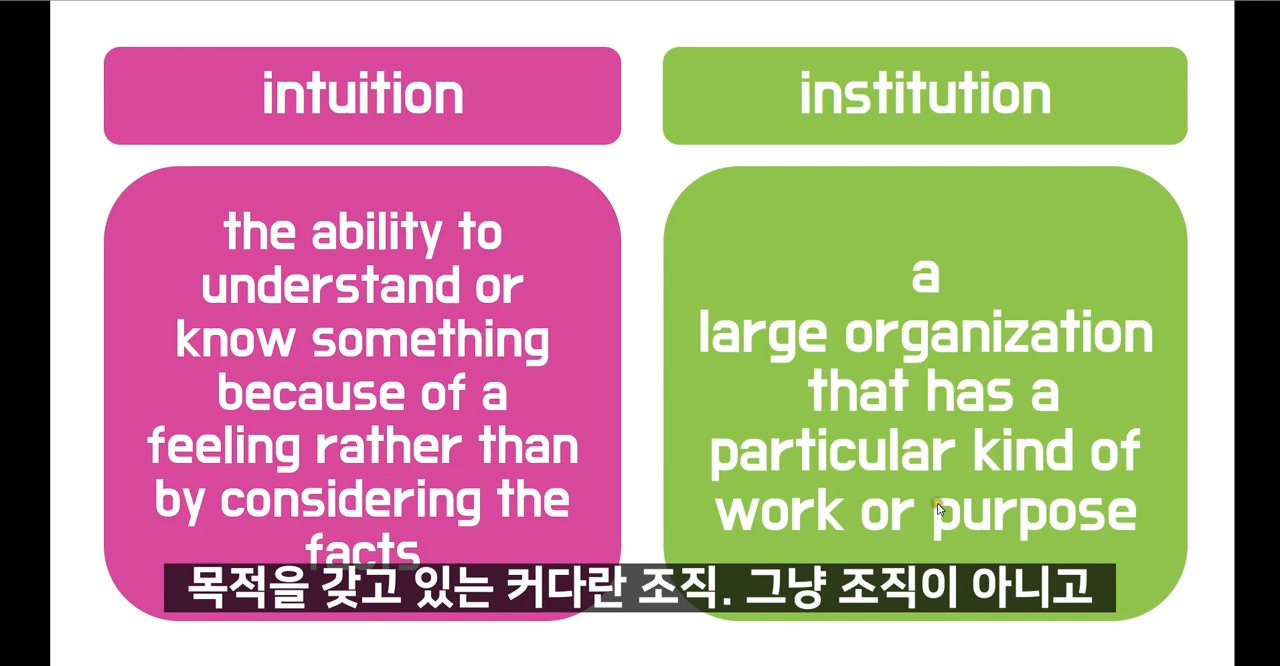 intuition
the ability to
understand or
know something
because of a
feeling rather than
by considering the
facts
institution
a
large organization
that has a
particular kind of
work or purpose
목적을 갖고 있는 커다란 조직. 그냥 조직이 아니고